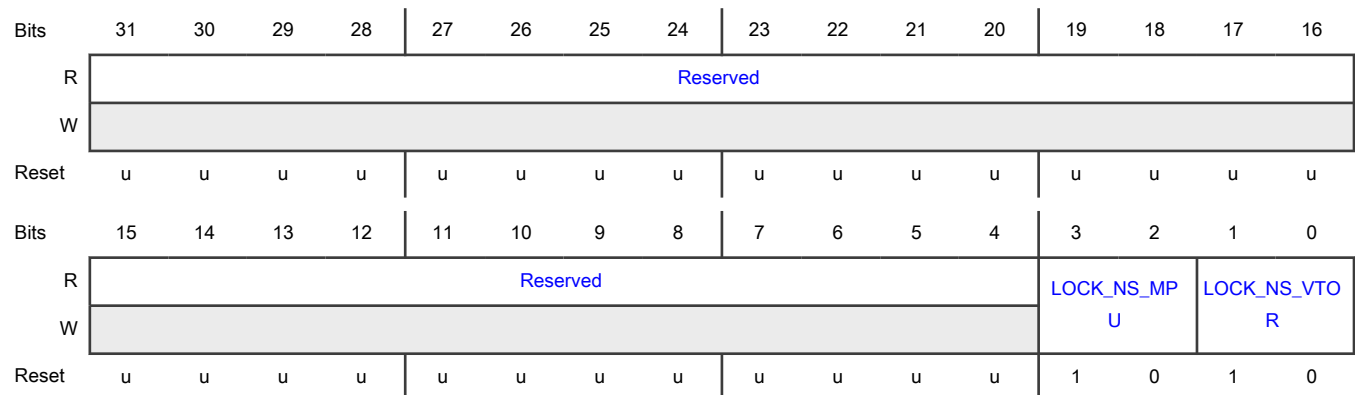 Bits 31 30 29 28 27 26 25 24 23 22 21 20 19 18 17 16
R Reserved
W
Reset u u u u u u u u u u u u u u u u
Bits 15 14 13 12 11 10 9 8 7 6 5 4 3 2 1 0
R Reserved LOCK_NS_MP LOCK_NS_VTO
W U R
Reset u u u u u u u u u u u u 1 0 1 0